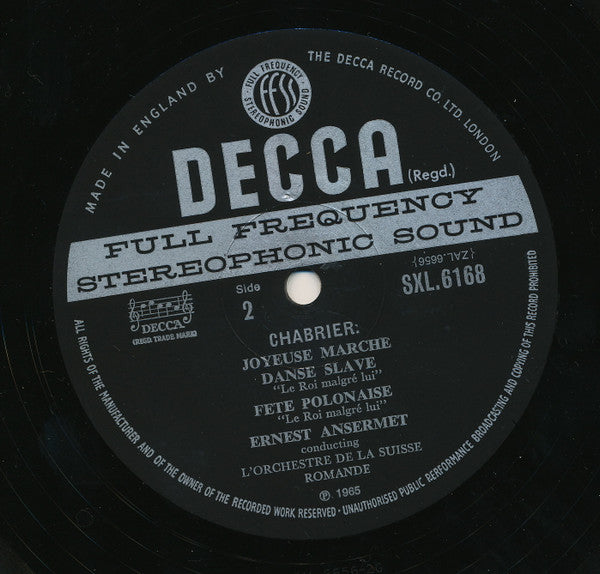 MADE IN ENGLAND BY
THE DECCA RECORD CO. LTD. LONDON
FULL FREQUENCY
FFSS
STEREOPHONIC SOUND
DECCA (Regd.)
FULL FREQUENCY
STEREOPHONIC SOUND
{ZAL.6656}
SXL.6168
Side
2
DECCA
(REGD. TRADE MARK)
CHABRIER:
JOYEUSE MARCHE
DANSE SLAVE
"Le Roi malgré lui"
FETE POLONAISE
"Le Roi malgré lui"
ERNEST ANSERMET
conducting
L'ORCHESTRE DE LA SUISSE
ROMANDE
℗ 1965
ALL RIGHTS OF THE MANUFACTURER AND OF THE OWNER OF THE RECORDED WORK RESERVED · UNAUTHORISED PUBLIC PERFORMANCE BROADCASTING AND COPYING OF THIS RECORD PROHIBITED